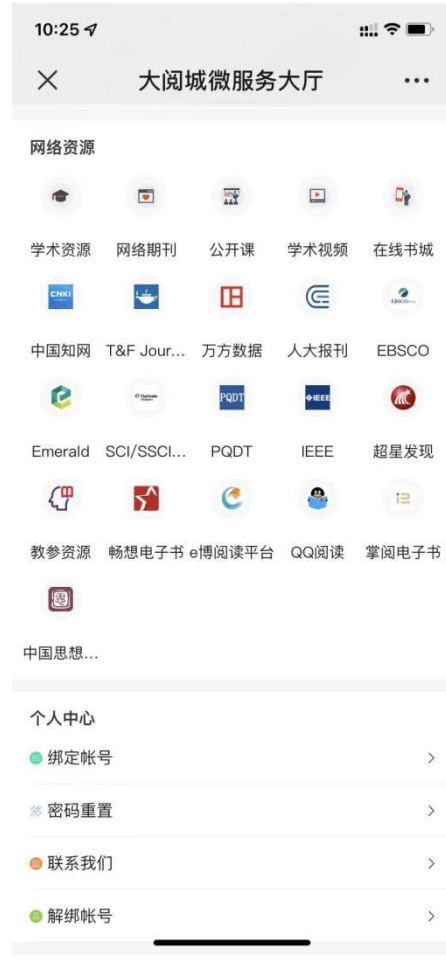 10:25
大阅城微服务大厅
网络资源
学术资源 网络期刊 公开课 学术视频 在线书城
CNKI
EBSCO
中国知网 T&F Jour... 万方数据 人大报刊 EBSCO
PQDT IEEE
Emerald SCI/SSCI... PQDT IEEE 超星发现
教参资源 畅想电子书 e博阅读平台 QQ阅读 掌阅电子书
中国思想...
个人中心
绑定帐号
密码重置
联系我们
解绑帐号